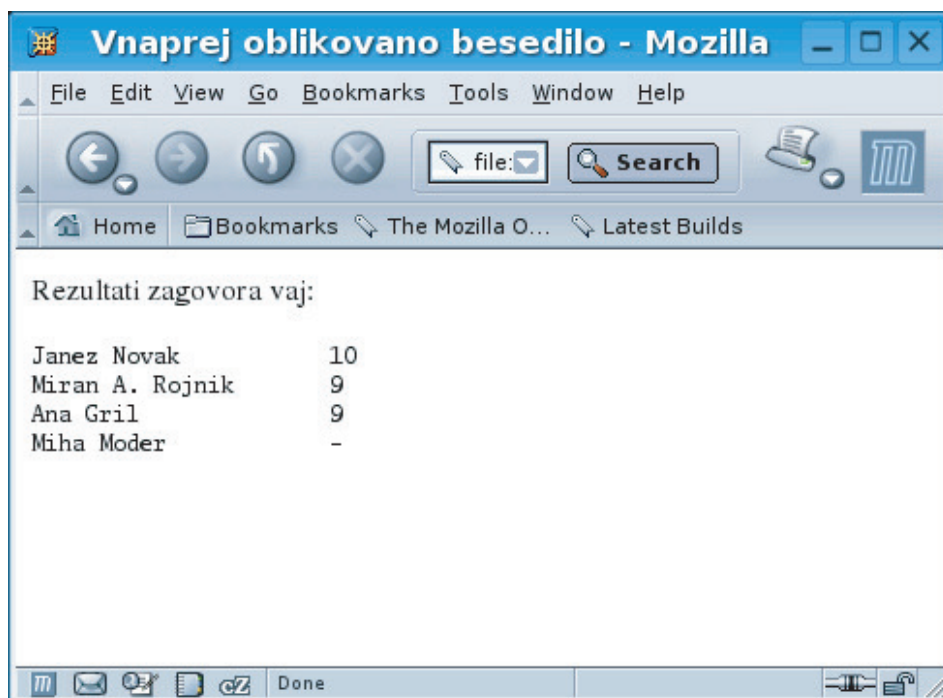 Vnaprej oblikovano besedilo - Mozilla
File Edit View Go Bookmarks Tools Window Help
file: Search
Home Bookmarks The Mozilla O... Latest Builds
Rezultati zagovora vaj:
Janez Novak 10
Miran A. Rojnik 9
Ana Gril 9
Miha Moder -
Done